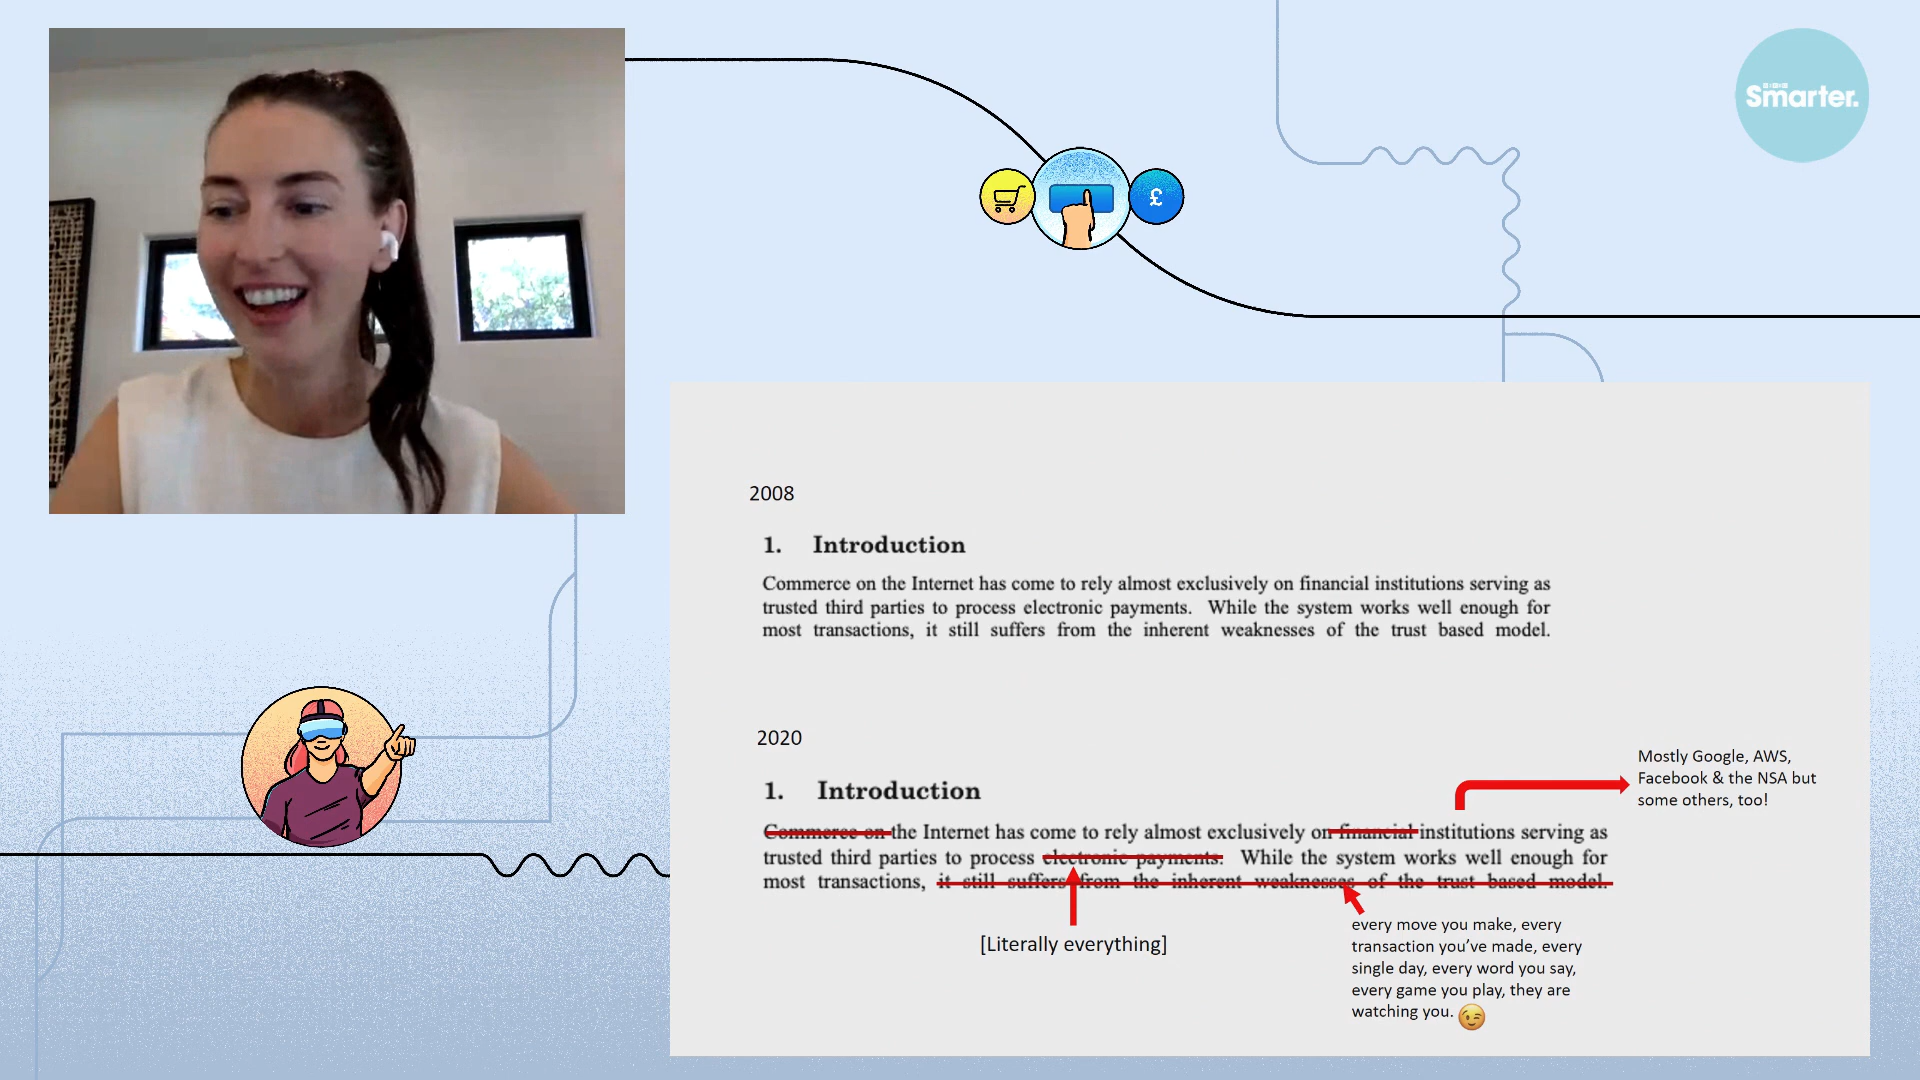 Smarter.
£
2008
1. Introduction
Commerce on the Internet has come to rely almost exclusively on financial institutions serving as
trusted third parties to process electronic payments. While the system works well enough for
most transactions, it still suffers from the inherent weaknesses of the trust based model.
2020
1. Introduction
Commerce on the Internet has come to rely almost exclusively on financial institutions serving as
trusted third parties to process electronic payments. While the system works well enough for
most transactions, it still suffers from the inherent weaknesses of the trust based model.
Mostly Google, AWS,
Facebook & the NSA but
some others, too!
[Literally everything]
every move you make, every
transaction you’ve made, every
single day, every word you say,
every game you play, they are
watching you. 😉